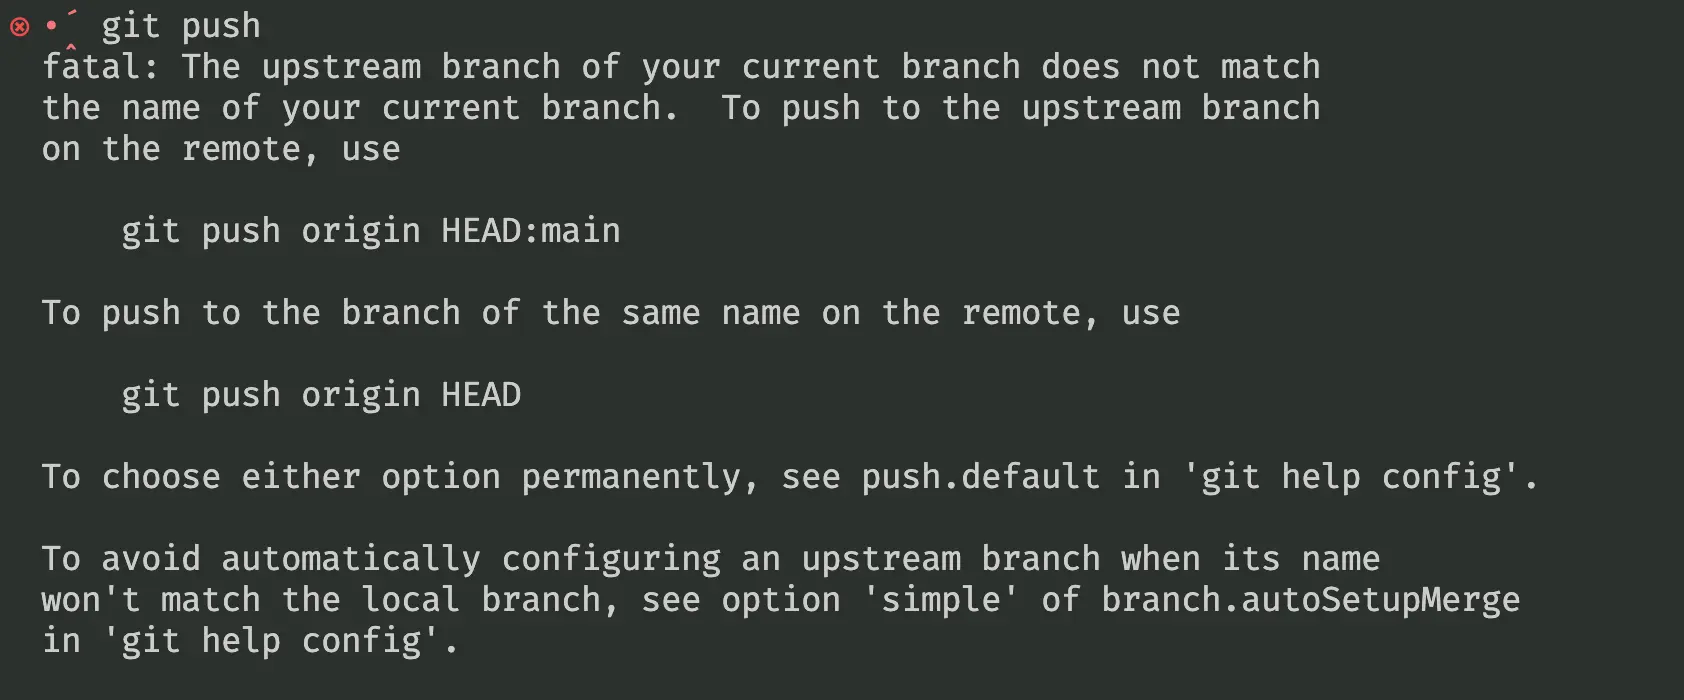 git push
fatal: The upstream branch of your current branch does not match
the name of your current branch.  To push to the upstream branch
on the remote, use
    git push origin HEAD:main
To push to the branch of the same name on the remote, use
    git push origin HEAD
To choose either option permanently, see push.default in 'git help config'.
To avoid automatically configuring an upstream branch when its name
won't match the local branch, see option 'simple' of branch.autoSetupMerge
in 'git help config'.